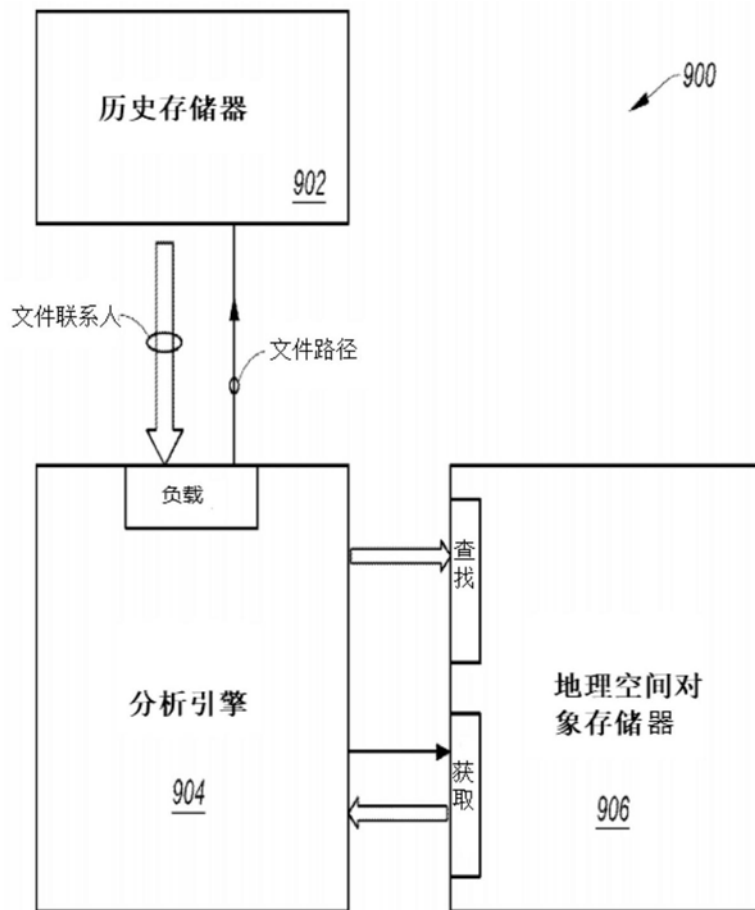 历史存储器
902
900
文件联系人
文件路径
负载
查找
分析引擎
904
地理空间对
象存储器
906
获取